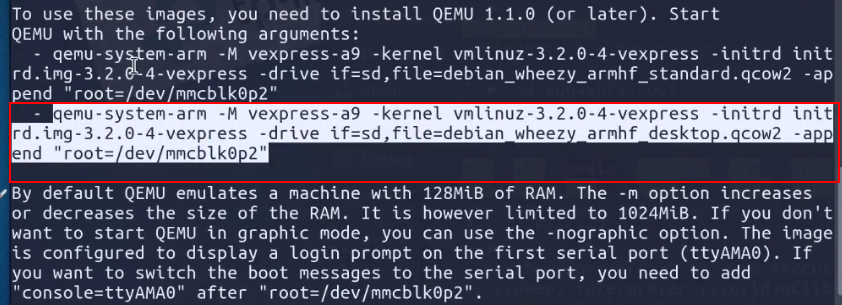 To use these images, you need to install QEMU 1.1.0 (or later). Start
QEMU with the following arguments:
- qemu-system-arm -M vexpress-a9 -kernel vmlinuz-3.2.0-4-vexpress -initrd init
rd.img-3.2.0-4-vexpress -drive if=sd,file=debian_wheezy_armhf_standard.qcow2 -ap
pend "root=/dev/mmcblk0p2"
- qemu-system-arm -M vexpress-a9 -kernel vmlinuz-3.2.0-4-vexpress -initrd init
rd.img-3.2.0-4-vexpress -drive if=sd,file=debian_wheezy_armhf_desktop.qcow2 -app
end "root=/dev/mmcblk0p2"
By default QEMU emulates a machine with 128MiB of RAM. The -m option increases
or decreases the size of the RAM. It is however limited to 1024MiB. If you don't
want to start QEMU in graphic mode, you can use the -nographic option. The image
is configured to display a login prompt on the first serial port (ttyAMA0). If
you want to switch the boot messages to the serial port, you need to add
"console=ttyAMA0" after "root=/dev/mmcblk0p2".